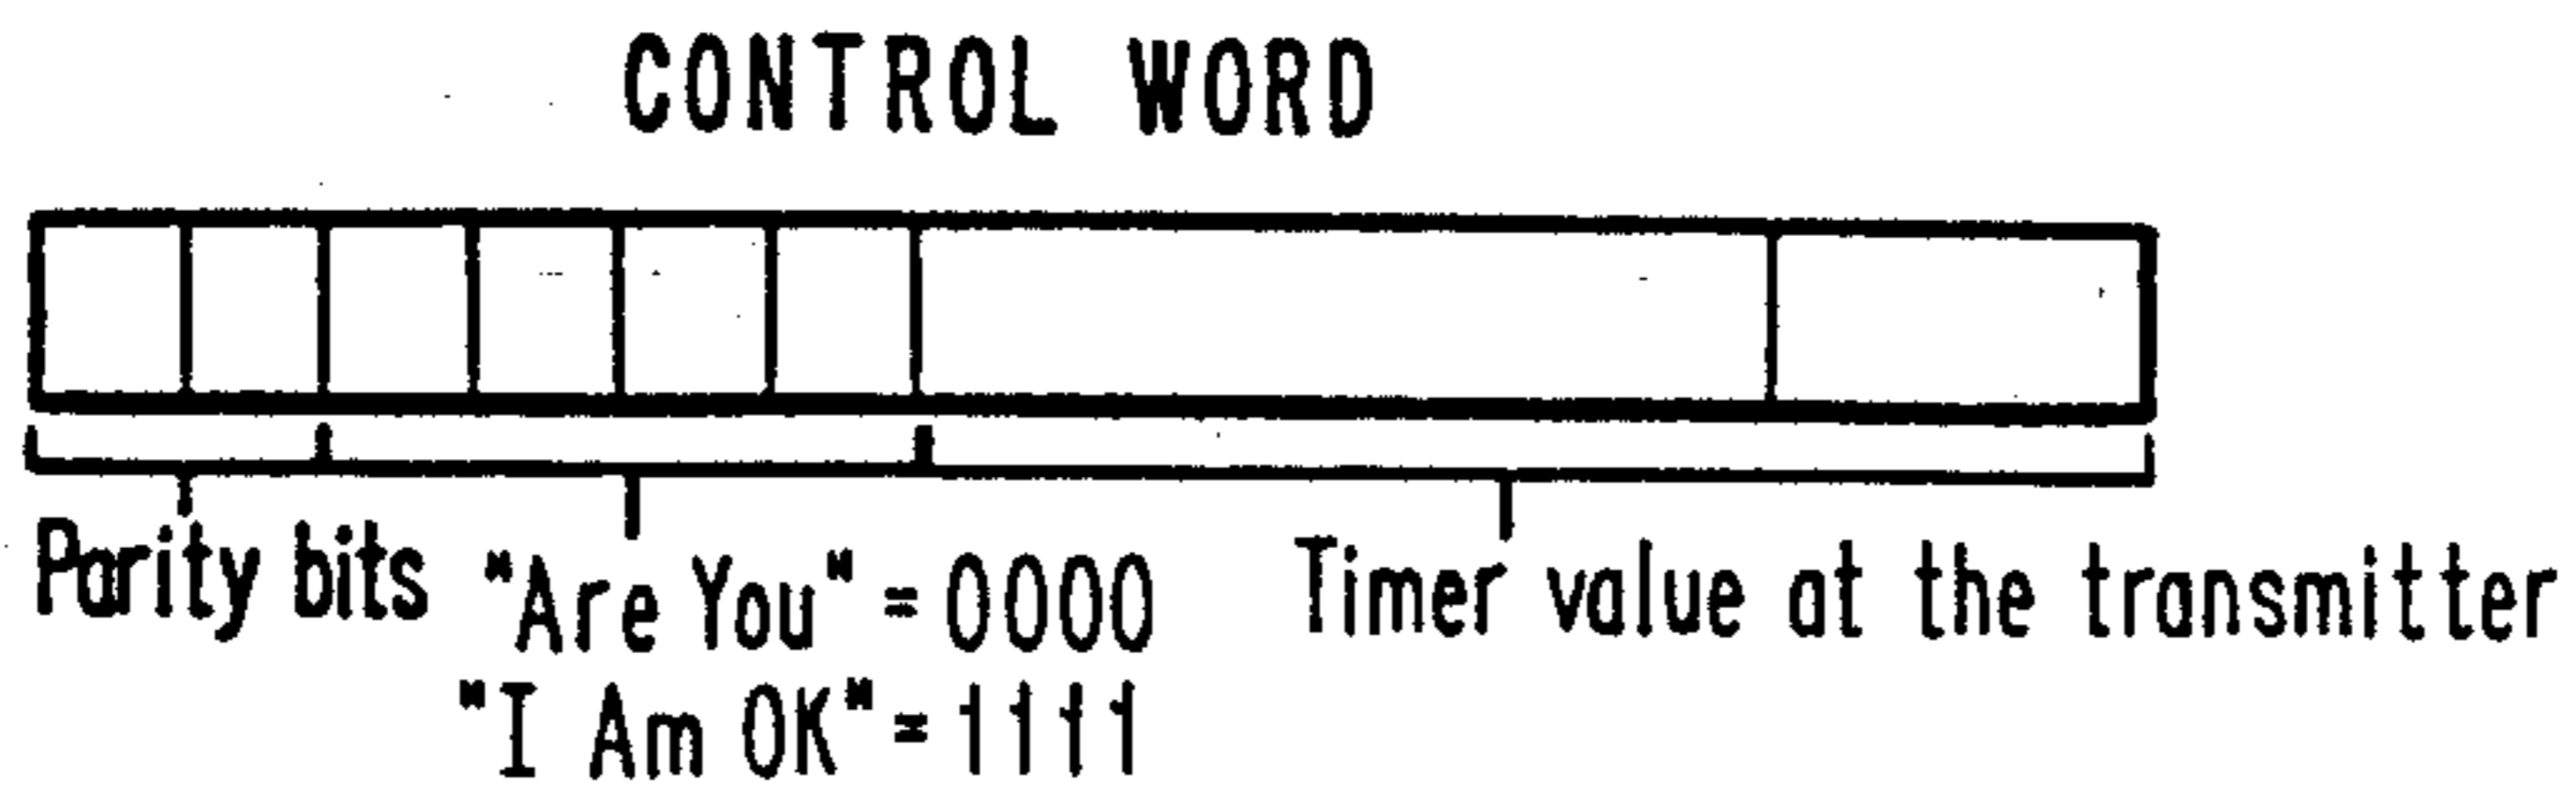 CONTROL WORD
Parity bits
"Are You" = 0000
"I Am OK" = 1111
Timer value at the transmitter